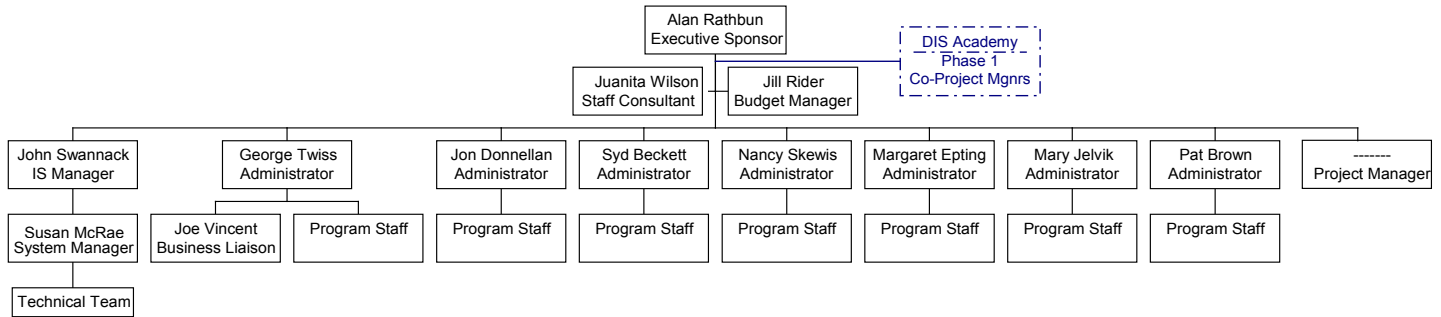 Alan Rathbun
Executive Sponsor
DIS Academy
Phase 1
Co-Project Mgnrs
Juanita Wilson
Staff Consultant
Jill Rider
Budget Manager
John Swannack
IS Manager
George Twiss
Administrator
Jon Donnellan
Administrator
Syd Beckett
Administrator
Nancy Skewis
Administrator
Margaret Epting
Administrator
Mary Jelvik
Administrator
Pat Brown
Administrator
-------
Project Manager
Susan McRae
System Manager
Joe Vincent
Business Liaison
Program Staff
Program Staff
Program Staff
Program Staff
Program Staff
Program Staff
Program Staff
Technical Team